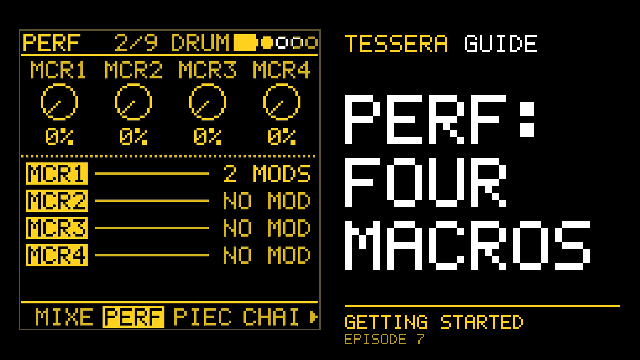 PERF 2/9 DRUM
MCR1 MCR2 MCR3 MCR4
0% 0% 0% 0%
MCR1 2 MODS
MCR2 NO MOD
MCR3 NO MOD
MCR4 NO MOD
MIXE PERF PIEC CHAI
TESSERA GUIDE
PERF:
FOUR
MACROS
GETTING STARTED
EPISODE 7